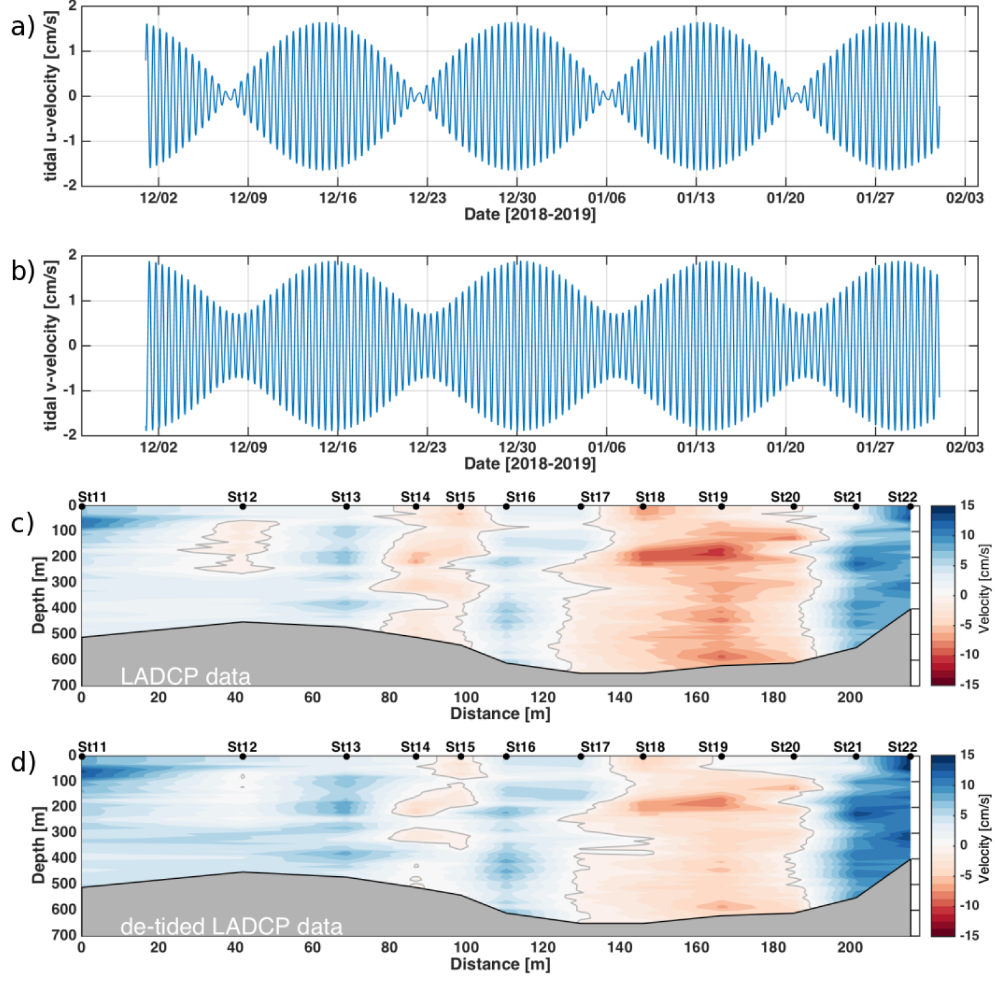 a)
tidal u-velocity [cm/s]
2
1
0
-1
-2
12/02 12/09 12/16 12/23 12/30 01/06 01/13 01/20 01/27 02/03
Date [2018-2019]
b)
tidal v-velocity [cm/s]
2
1
0
-1
-2
12/02 12/09 12/16 12/23 12/30 01/06 01/13 01/20 01/27 02/03
Date [2018-2019]
c)
St11 St12 St13 St14 St15 St16 St17 St18 St19 St20 St21 St22
Depth [m]
0
100
200
300
400
500
600
700
LADCP data
0 20 40 60 80 100 120 140 160 180 200
Distance [m]
15
10
5
0
-5
-10
-15
Velocity [cm/s]
d)
St11 St12 St13 St14 St15 St16 St17 St18 St19 St20 St21 St22
Depth [m]
0
100
200
300
400
500
600
700
de-tided LADCP data
0 20 40 60 80 100 120 140 160 180 200
Distance [m]
15
10
5
0
-5
-10
-15
Velocity [cm/s]